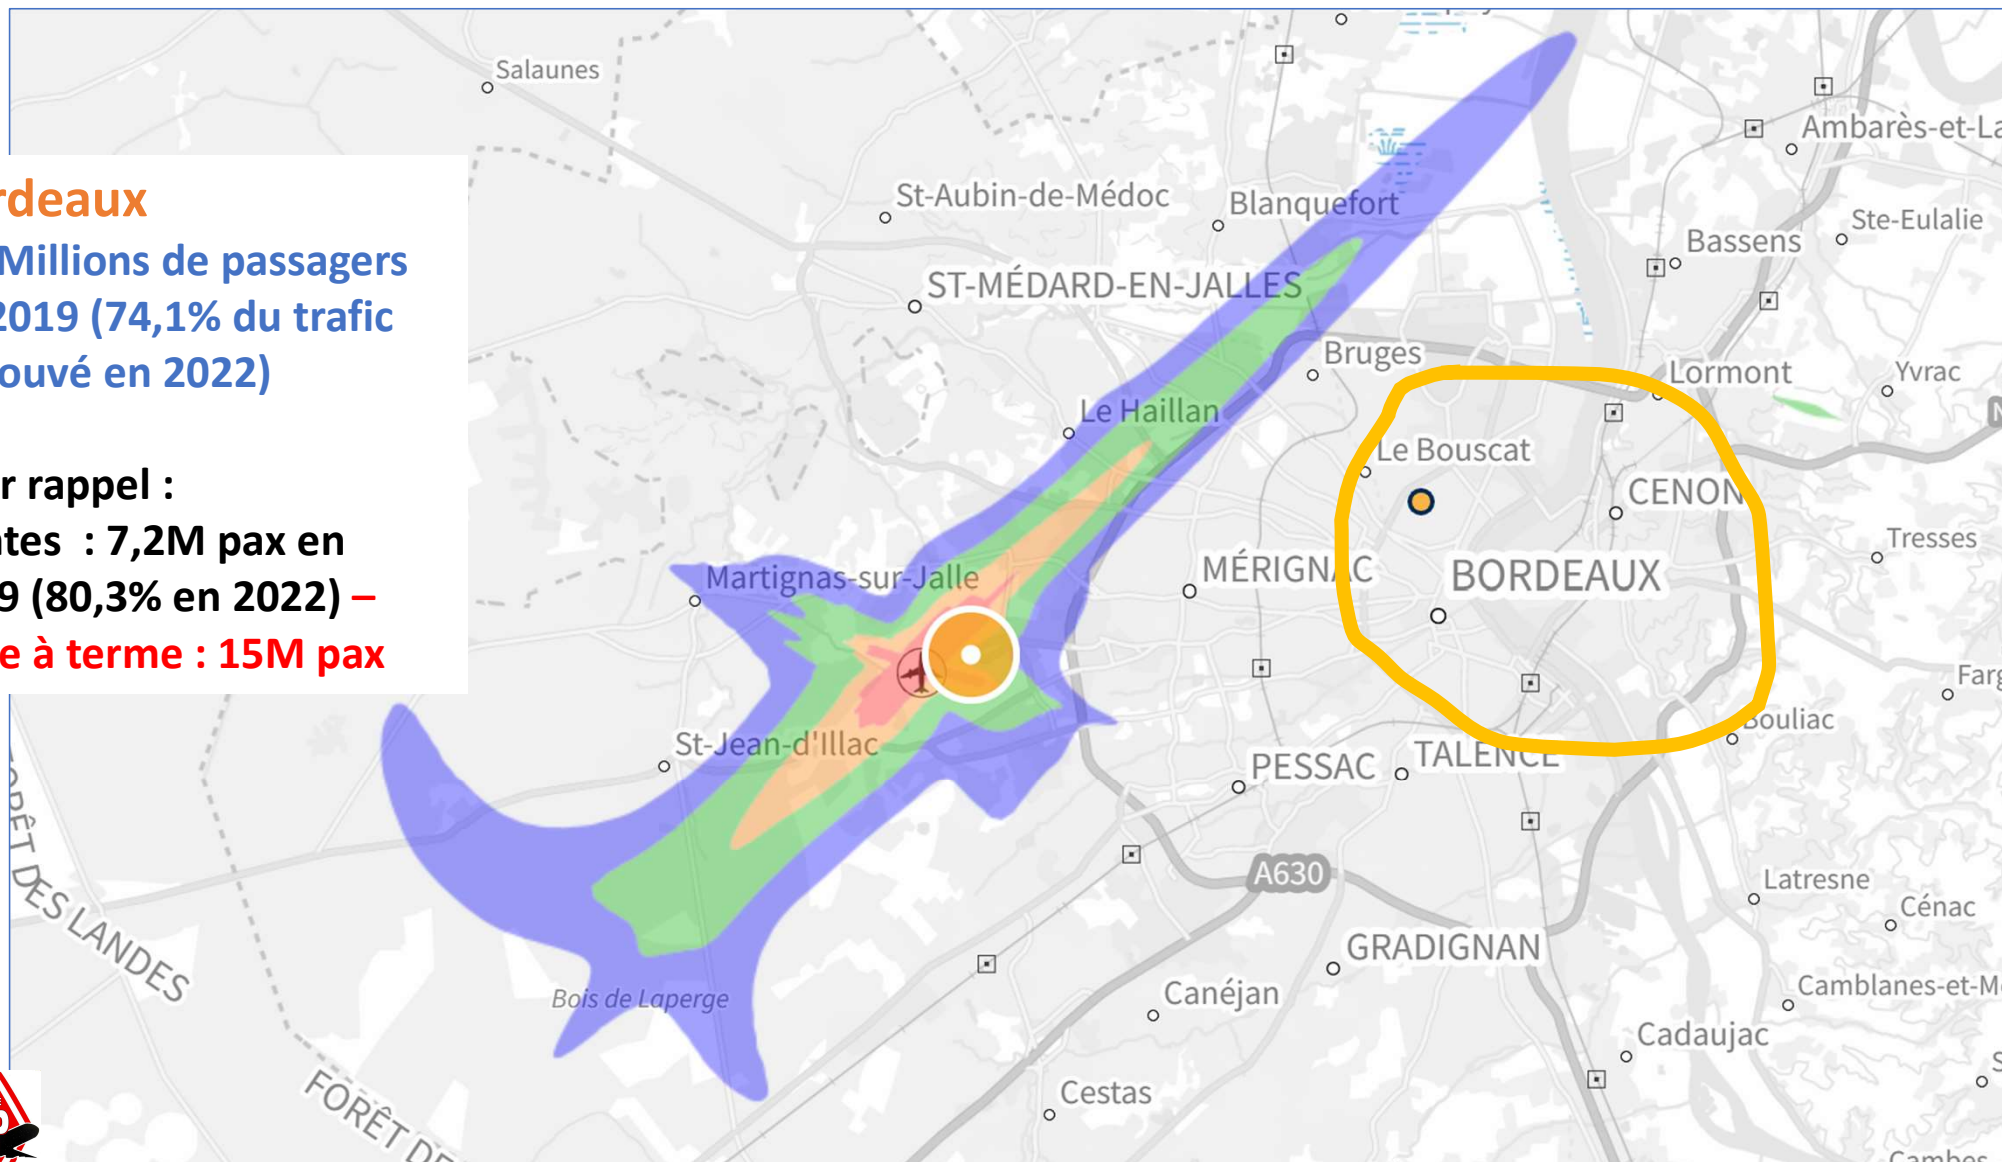 rdeaux
Millions de passagers
2019 (74,1% du trafic
ouvé en 2022)
r rappel :
ntes : 7,2M pax en
9 (80,3% en 2022) –
e à terme : 15M pax
Salaunes
Ambarès-et-La
St-Aubin-de-Médoc
Blanquefort
Ste-Eulalie
Bassens
ST-MÉDARD-EN-JALLES
Bruges
Lormont
Yvrac
N
Le Haillan
Le Bouscat
CENON
Tresses
Martignas-sur-Jalle
MÉRIGNAC
BORDEAUX
Farg
St-Jean-d'Illac
Bouliac
PESSAC
TALENCE
A630
Latresne
Cénac
FORÊT DES LANDES
GRADIGNAN
Bois de Laperge
Canéjan
Camblanes-et-M
Cadaujac
S
Cestas
FORÊT DE
Cambes